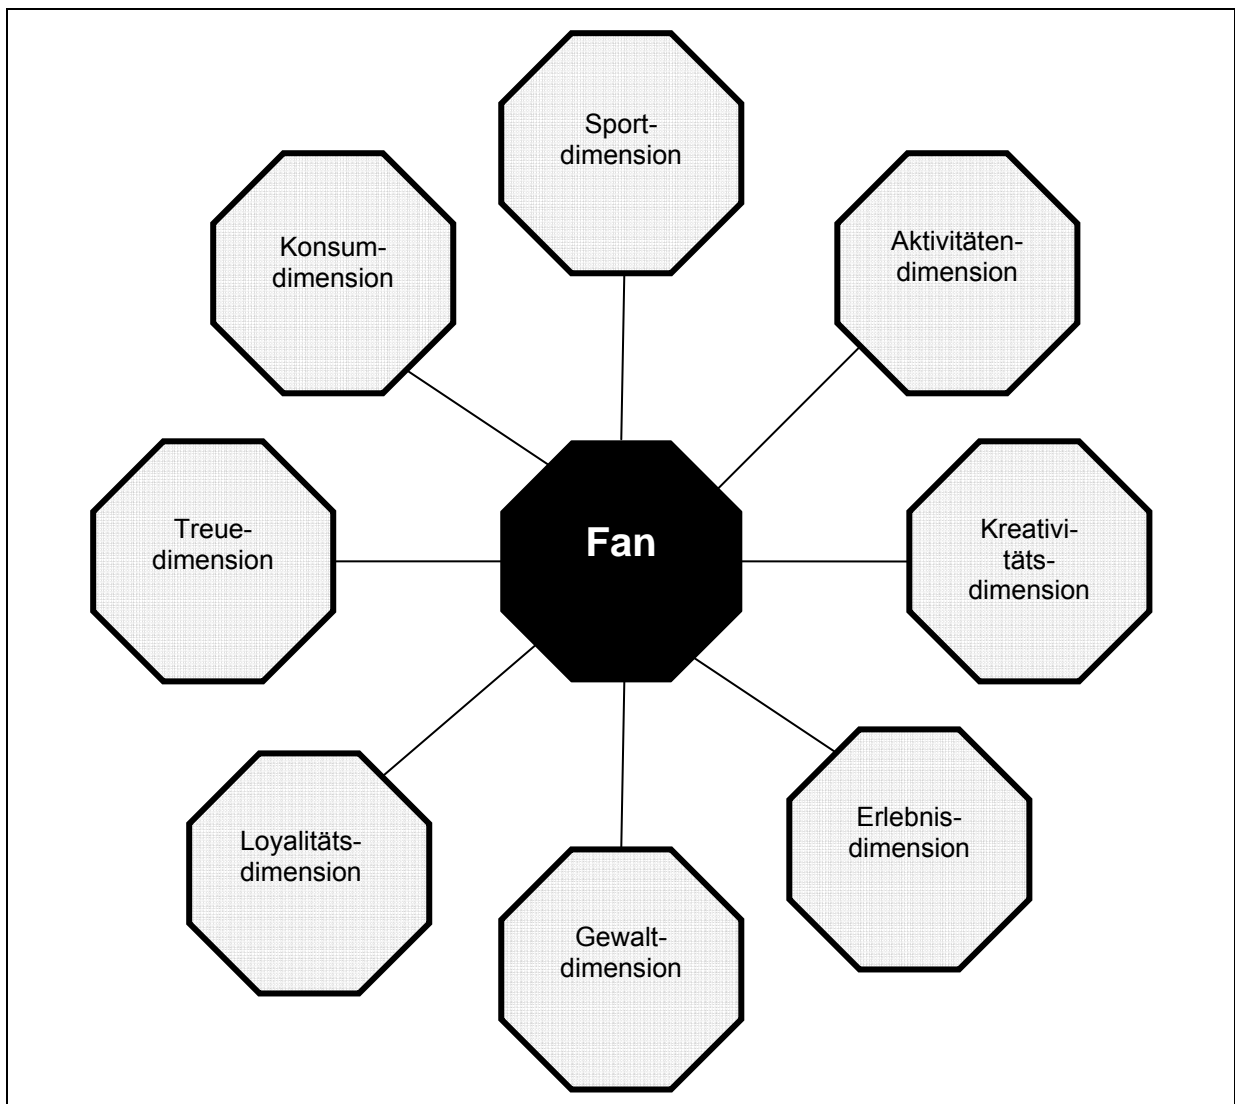 Sport-
dimension
Konsum-
dimension
Aktivitäten-
dimension
Treue-
dimension
Fan
Kreativi-
täts-
dimension
Loyalitäts-
dimension
Erlebnis-
dimension
Gewalt-
dimension